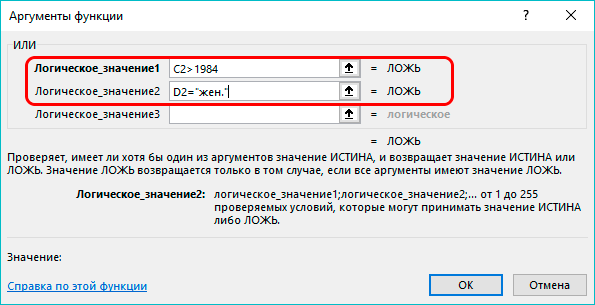 Аргументы функции
? ×
ИЛИ
Логическое_значение1 C2>1984 = ЛОЖЬ
Логическое_значение2 D2="жен." = ЛОЖЬ
Логическое_значение3 = логическое
= ЛОЖЬ
Проверяет, имеет ли хотя бы один из аргументов значение ИСТИНА, и возвращает значение ИСТИНА или
ЛОЖЬ. Значение ЛОЖЬ возвращается только в том случае, если все аргументы имеют значение ЛОЖЬ.
Логическое_значение2: логическое_значение1;логическое_значение2;... от 1 до 255
проверяемых условий, которые могут принимать значение ИСТИНА
либо ЛОЖЬ.
Значение:
Справка по этой функции
ОК Отмена